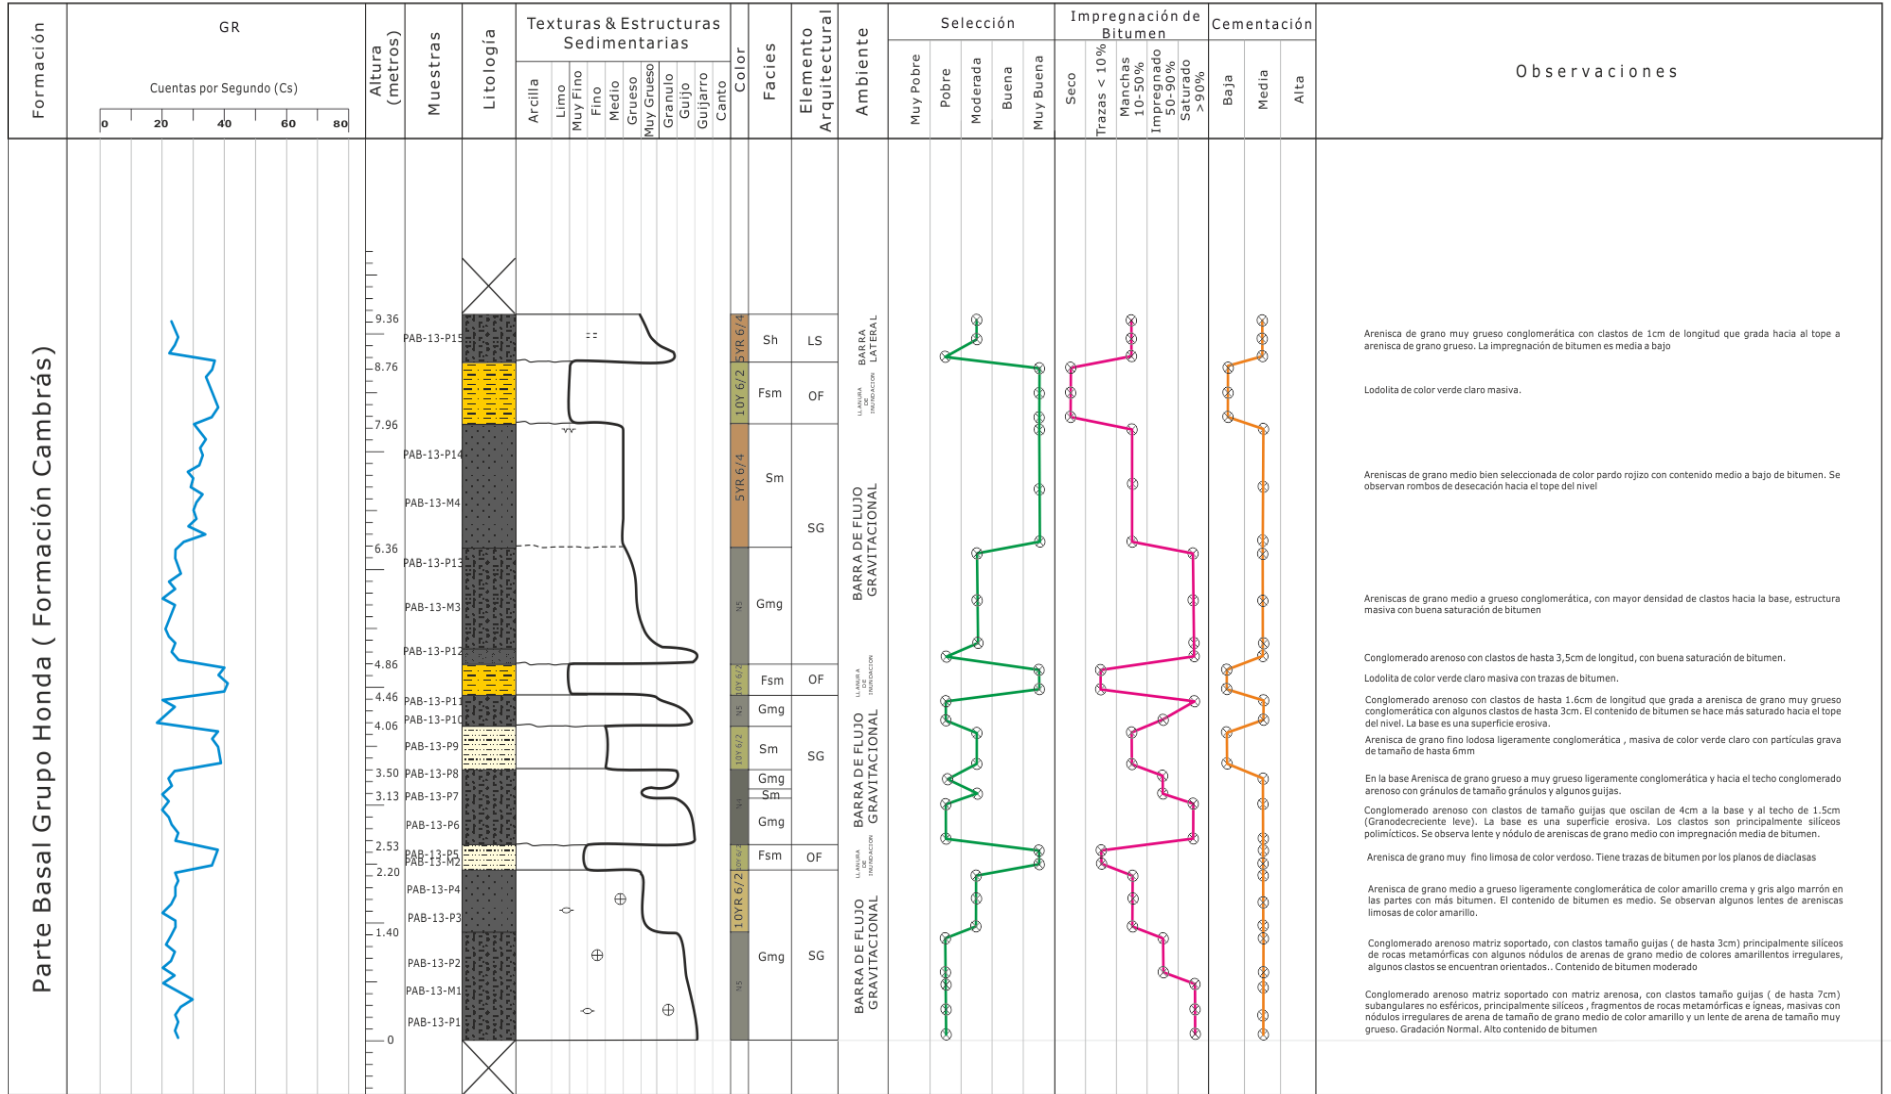 Formación
GR
Cuentas por Segundo (Cs)
0 20 40 60 80
Altura
(metros)
Muestras
Litología
Texturas & Estructuras
Sedimentarias
Arcilla
Limo
Muy Fino
Fino
Medio
Grueso
Muy Grueso
Granulo
Guijo
Guijarro
Canto
Color
Facies
Elemento
Arquitectural
Ambiente
Selección
Muy Pobre
Pobre
Moderada
Buena
Muy Buena
Impregnación de
Bitumen
Seco
Trazas < 10%
Manchas
10-50%
Impregnado
50-90%
Saturado
>90%
Cementación
Baja
Media
Alta
Observaciones
Parte Basal Grupo Honda ( Formación Cambrás)
9.36
8.76
7.96
6.36
4.86
4.46
4.06
3.50
3.13
2.53
2.20
1.40
0
PAB-13-P15
PAB-13-P14
PAB-13-M4
PAB-13-P13
PAB-13-M3
PAB-13-P12
PAB-13-P11
PAB-13-P10
PAB-13-P9
PAB-13-P8
PAB-13-P7
PAB-13-P6
PAB-13-P5
PAB-13-M2
PAB-13-P4
PAB-13-P3
PAB-13-P2
PAB-13-M1
PAB-13-P1
5YR 6/4
10Y 6/2
5YR 6/4
N5
10Y 6/2
N5
10Y 6/2
N4
10Y 6/2
10YR 6/2
N5
Sh
Fsm
Sm
Gmg
Fsm
Gmg
Sm
Gmg
Sm
Gmg
Fsm
Gmg
LS
OF
SG
OF
SG
OF
SG
BARRA
LATERAL
LLANURA
DE
INUNDACION
BARRA DE FLUJO
GRAVITACIONAL
LLANURA
DE
INUNDACION
BARRA DE FLUJO
GRAVITACIONAL
LLANURA
DE
INUNDACION
BARRA DE FLUJO
GRAVITACIONAL
Arenisca de grano muy grueso conglomerática con clastos de 1cm de longitud que grada hacia al tope a
arenisca de grano grueso. La impregnación de bitumen es media a bajo
Lodolita de color verde claro masiva.
Areniscas de grano medio bien seleccionada de color pardo rojizo con contenido medio a bajo de bitumen. Se
observan rombos de desecación hacia el tope del nivel
Areniscas de grano medio a grueso conglomerática, con mayor densidad de clastos hacia la base, estructura
masiva con buena saturación de bitumen
Conglomerado arenoso con clastos de hasta 3,5cm de longitud, con buena saturación de bitumen.
Lodolita de color verde claro masiva con trazas de bitumen.
Conglomerado arenoso con clastos de hasta 1.6cm de longitud que grada a arenisca de grano muy grueso
conglomerática con algunos clastos de hasta 3cm. El contenido de bitumen se hace más saturado hacia el tope
del nivel. La base es una superficie erosiva.
Arenisca de grano fino lodosa ligeramente conglomerática , masiva de color verde claro con partículas grava
de tamaño de hasta 6mm
En la base Arenisca de grano grueso a muy grueso ligeramente conglomerática y hacia el techo conglomerado
arenoso con gránulos de tamaño gránulos y algunos guijas.
Conglomerado arenoso con clastos de tamaño guijas que oscilan de 4cm a la base y al techo de 1.5cm
(Granodecreciente leve). La base es una superficie erosiva. Los clastos son principalmente silíceos
polimícticos. Se observa lente y nódulo de areniscas de grano medio con impregnación media de bitumen.
Arenisca de grano muy fino limosa de color verdoso. Tiene trazas de bitumen por los planos de diaclasas
Arenisca de grano medio a grueso ligeramente conglomerática de color amarillo crema y gris algo marrón en
las partes con más bitumen. El contenido de bitumen es medio. Se observan algunos lentes de areniscas
limosas de color amarillo.
Conglomerado arenoso matriz soportado, con clastos tamaño guijas ( de hasta 3cm) principalmente silíceos
de rocas metamórficas con algunos nódulos de arenas de grano medio de colores amarillentos irregulares,
algunos clastos se encuentran orientados.. Contenido de bitumen moderado
Conglomerado arenoso matriz soportado con matriz arenosa, con clastos tamaño guijas ( de hasta 7cm)
subangulares no esféricos, principalmente silíceos , fragmentos de rocas metamórficas e ígneas, masivas con
nódulos irregulares de arena de tamaño de grano medio de color amarillo y un lente de arena de tamaño muy
grueso. Gradación Normal. Alto contenido de bitumen